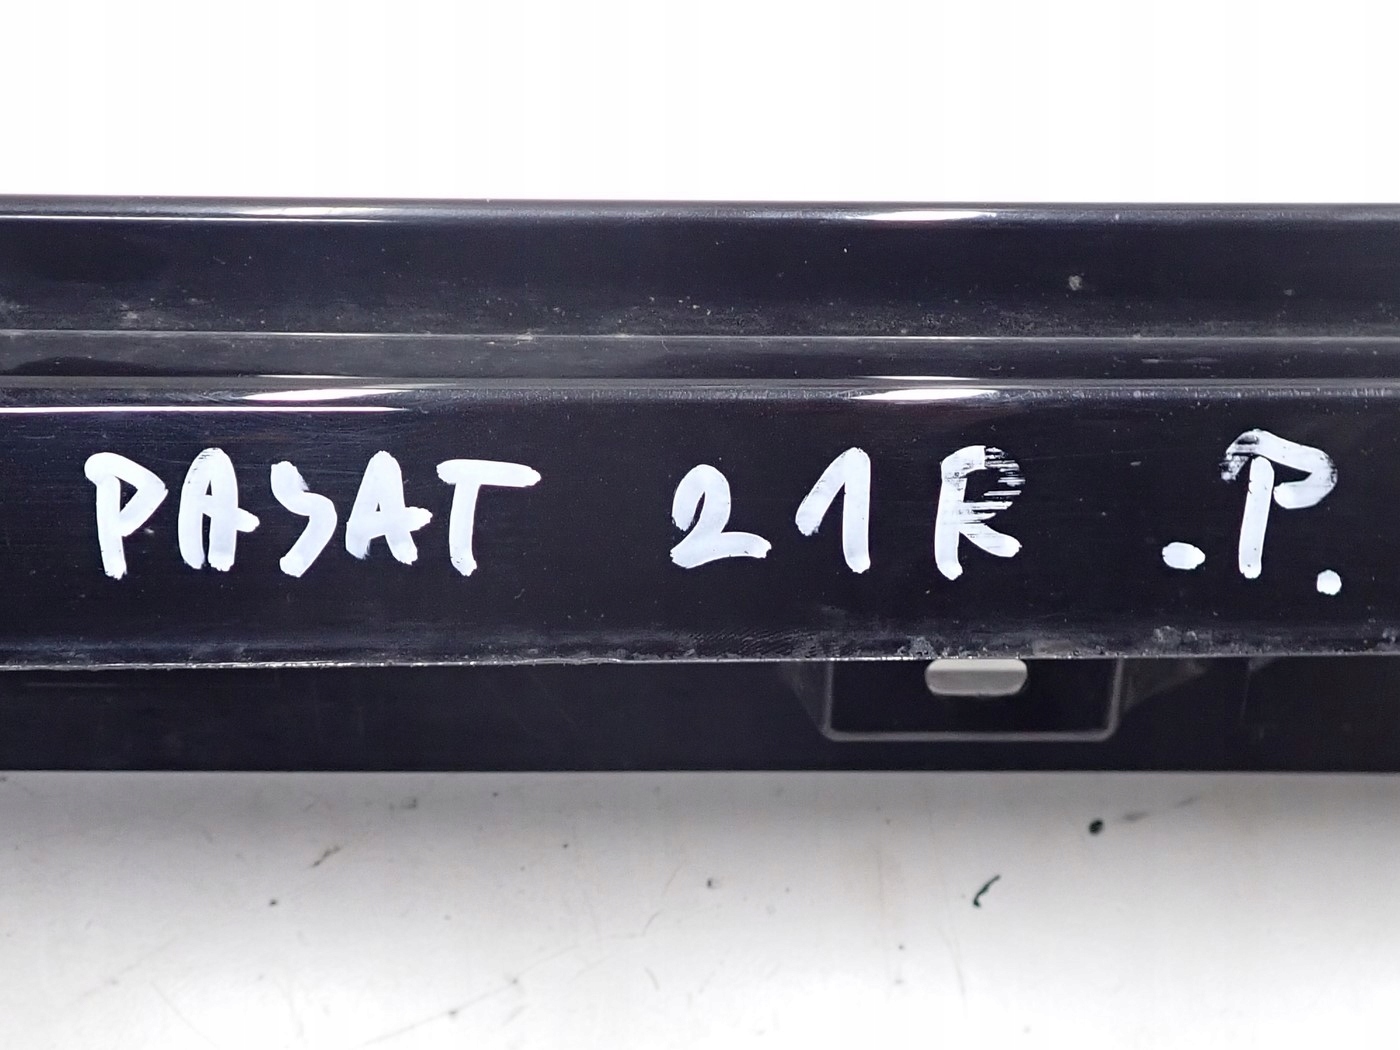 PASAT 21R .P.